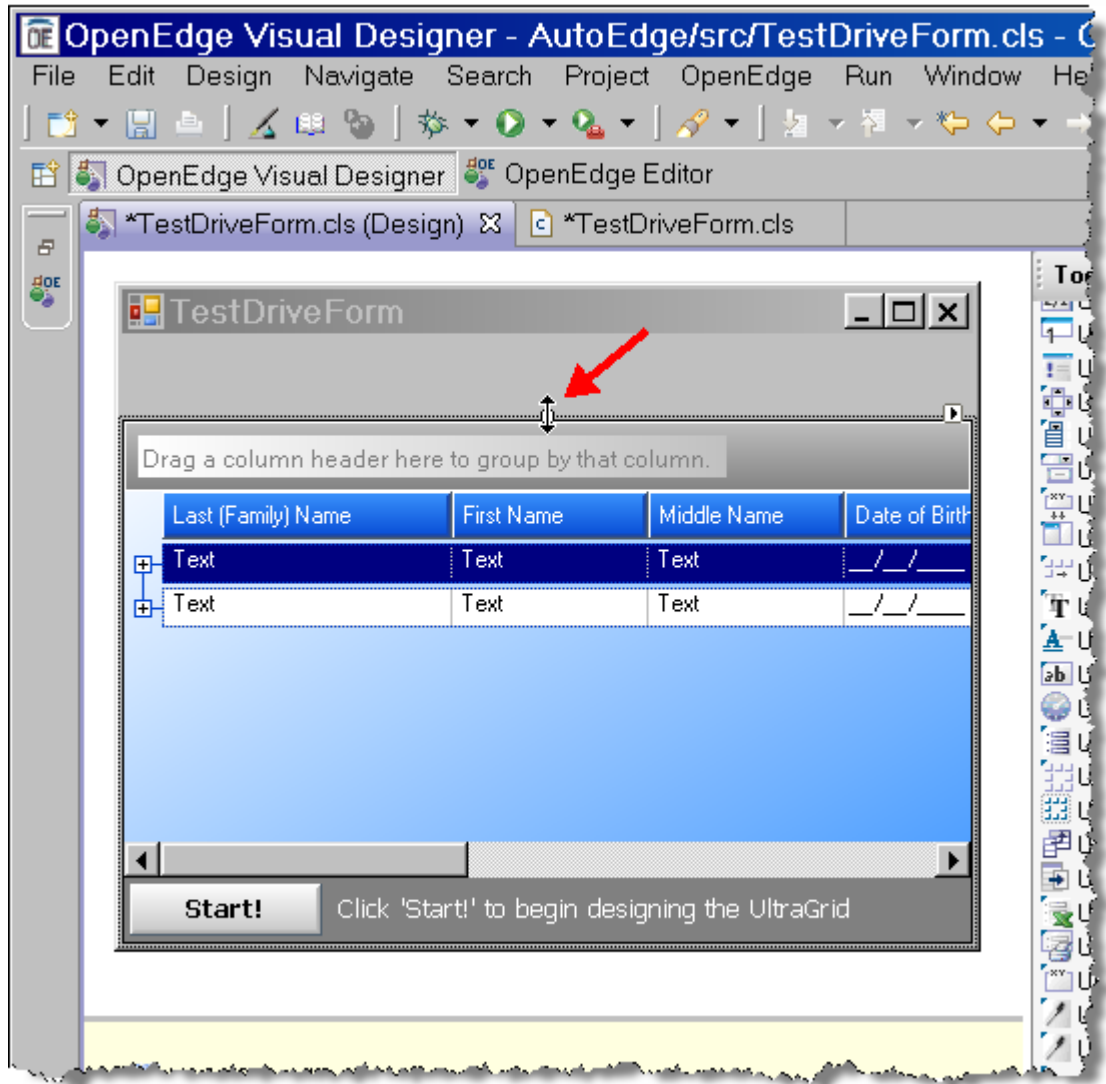 OE OpenEdge Visual Designer - AutoEdge/src/TestDriveForm.cls -
File Edit Design Navigate Search Project OpenEdge Run Window
OpenEdge Visual Designer OpenEdge Editor
*TestDriveForm.cls (Design) *TestDriveForm.cls
TestDriveForm
Drag a column header here to group by that column.
Last (Family) Name First Name Middle Name Date of Birth
Text Text Text __/__/____
Text Text Text __/__/____
Start! Click 'Start!' to begin designing the UltraGrid